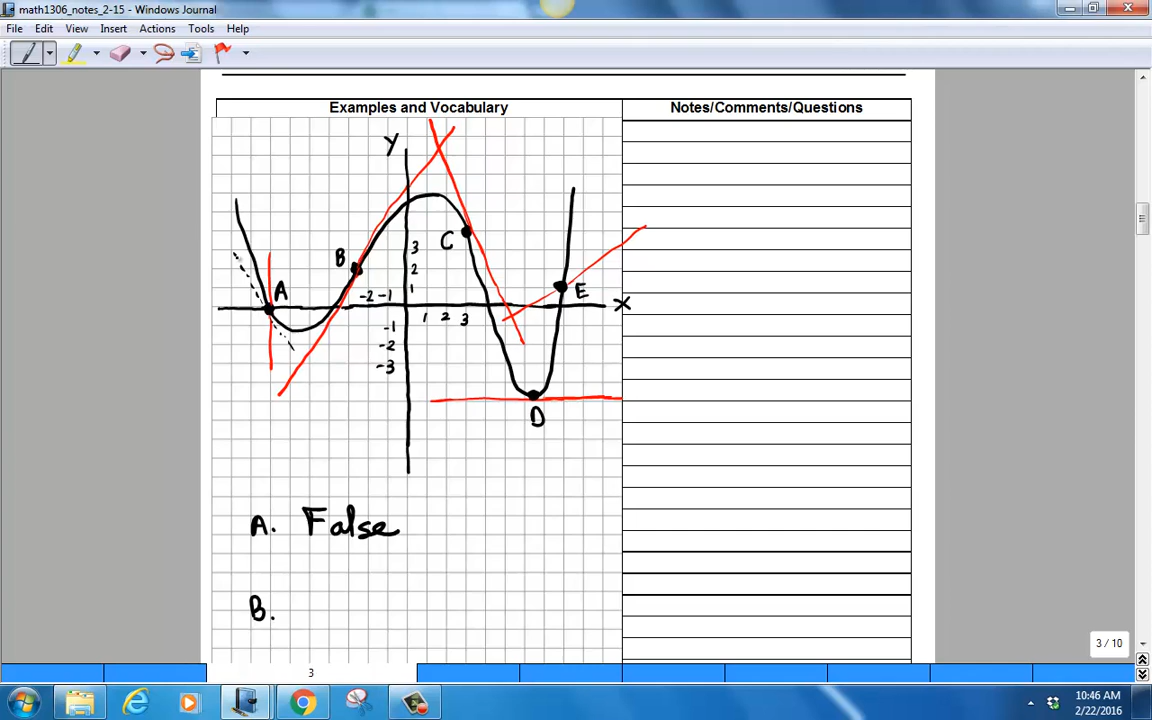 math1306_notes_2-15 - Windows Journal
File Edit View Insert Actions Tools Help
Examples and Vocabulary
Notes/Comments/Questions
Y
C
3
B
2
A
-2 -1
1
E
X
1 2 3
-1
-2
-3
D
A. False
B.
3 / 10
3
10:46 AM
2/22/2016